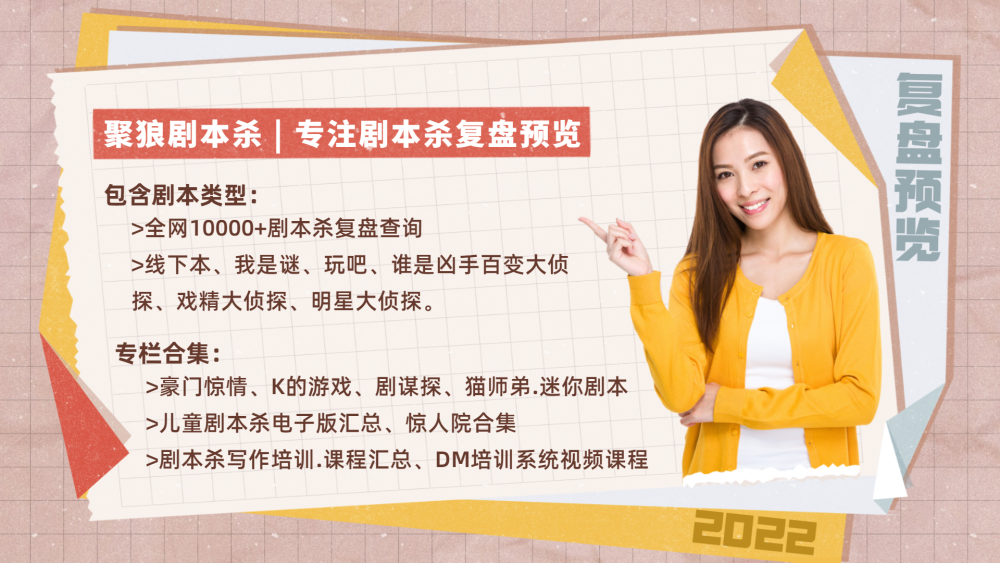 聚狼剧本杀 | 专注剧本杀复盘预览
包含剧本类型：
>全网10000+剧本杀复盘查询
>线下本、我是谜、玩吧、谁是凶手百变大侦
探、戏精大侦探、明星大侦探。
专栏合集：
>豪门惊情、K的游戏、剧谋探、猫师弟.迷你剧本
>儿童剧本杀电子版汇总、惊人院合集
>剧本杀写作培训.课程汇总、DM培训系统视频课程
复盘预览
2022